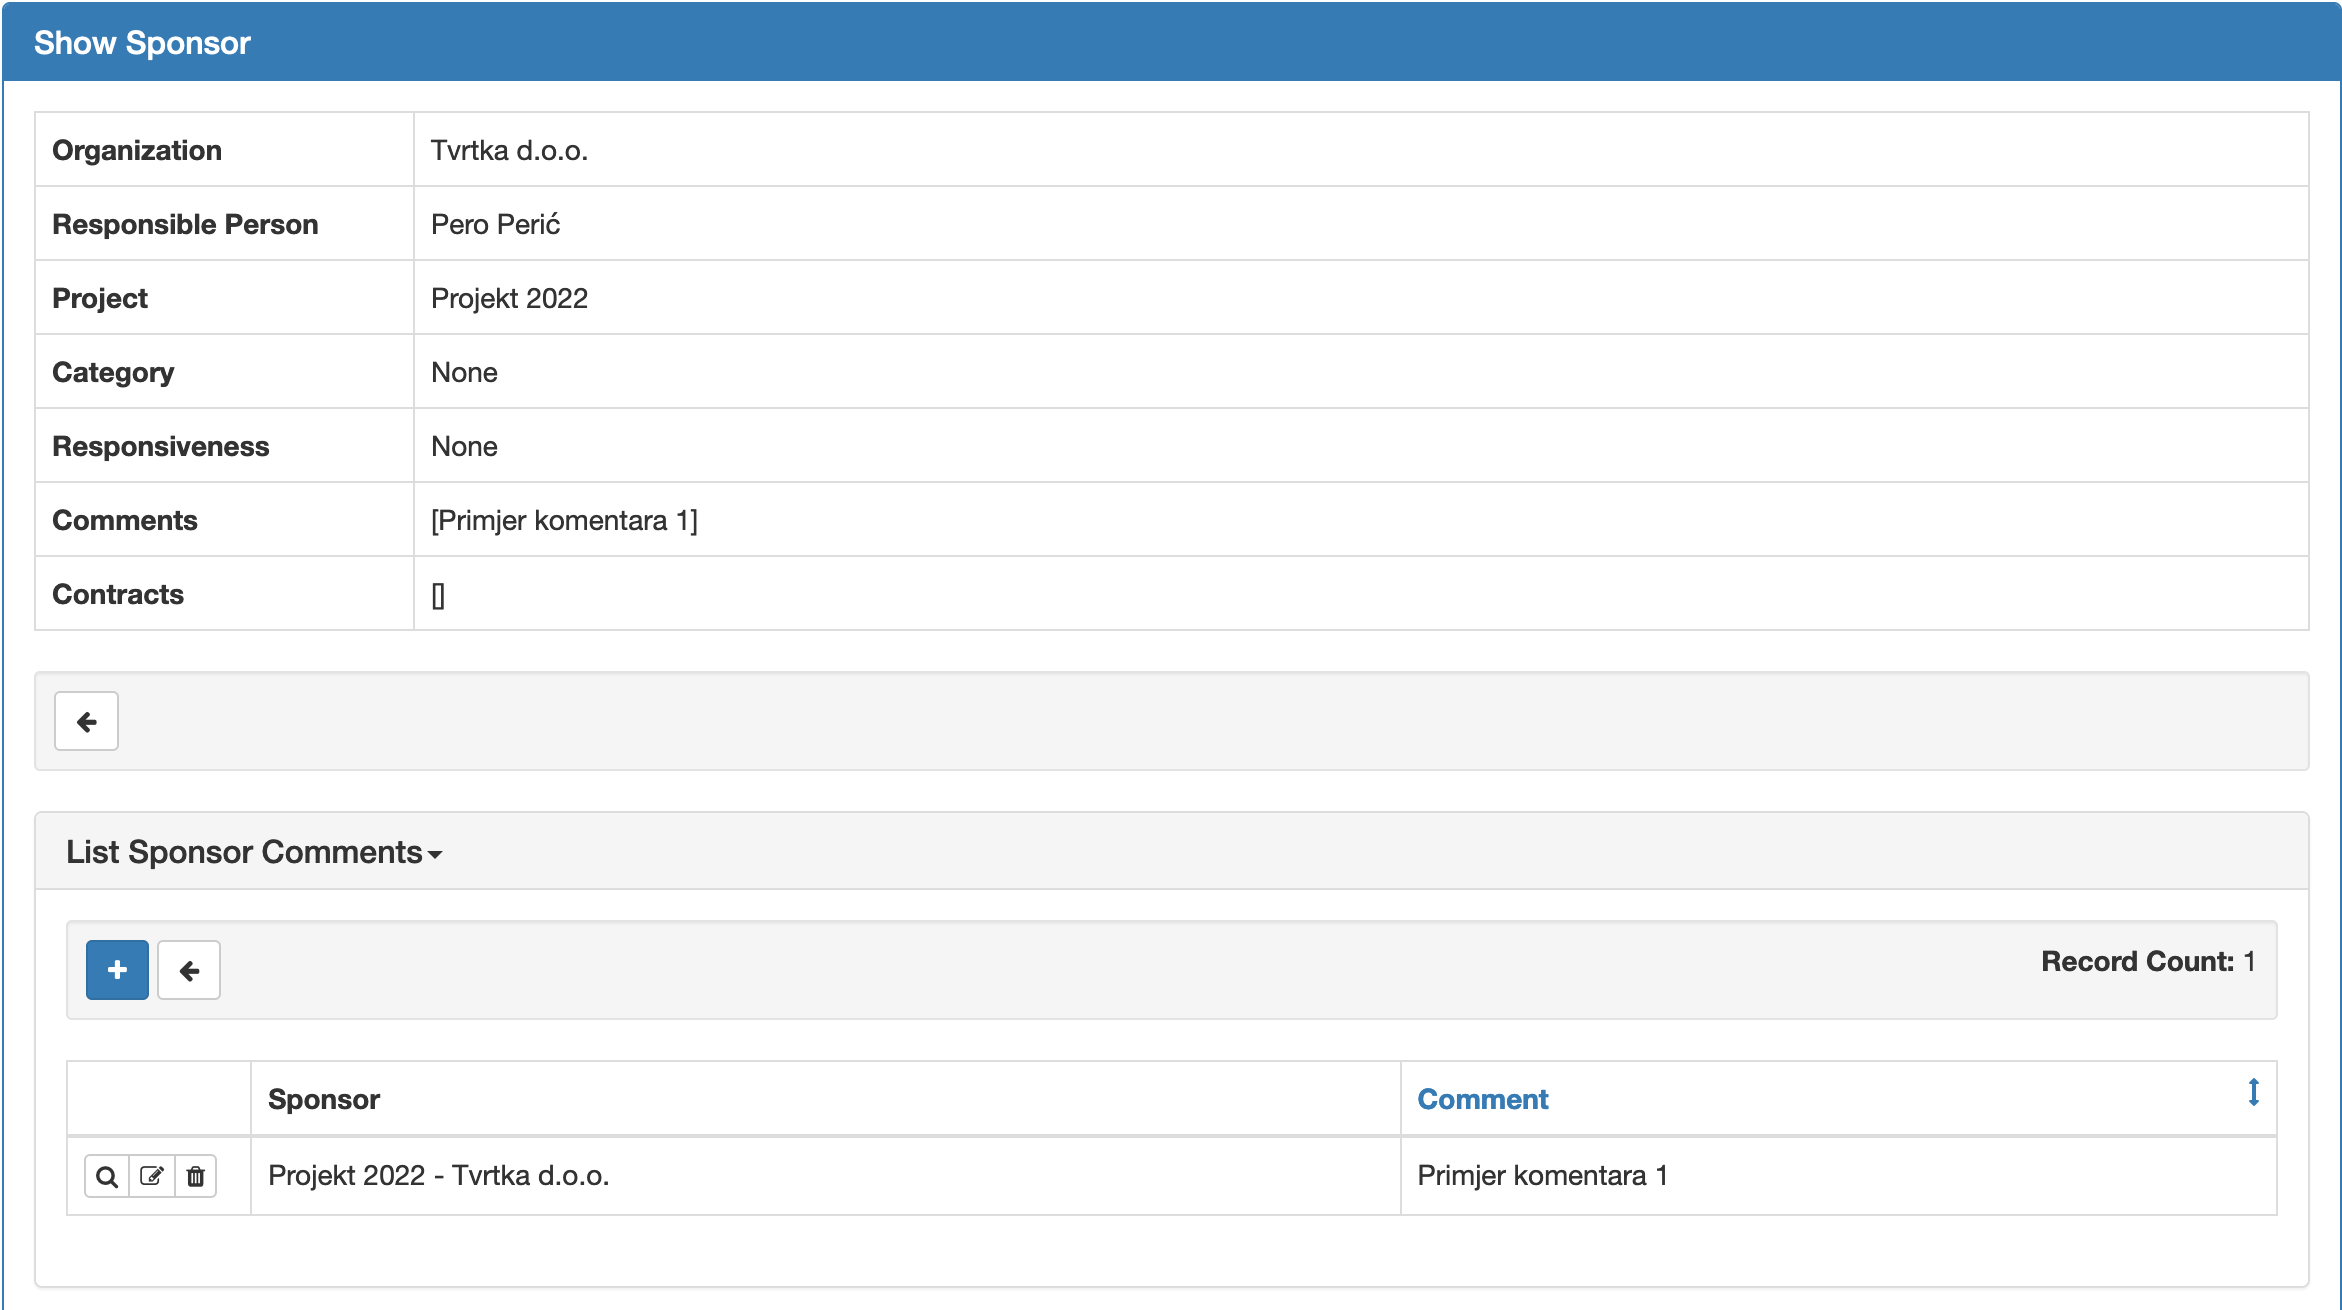 Show Sponsor
Organization Tvrtka d.o.o.
Responsible Person Pero Perić
Project Projekt 2022
Category None
Responsiveness None
Comments [Primjer komentara 1]
Contracts []
List Sponsor Comments
Record Count: 1
Sponsor Comment
Projekt 2022 - Tvrtka d.o.o. Primjer komentara 1